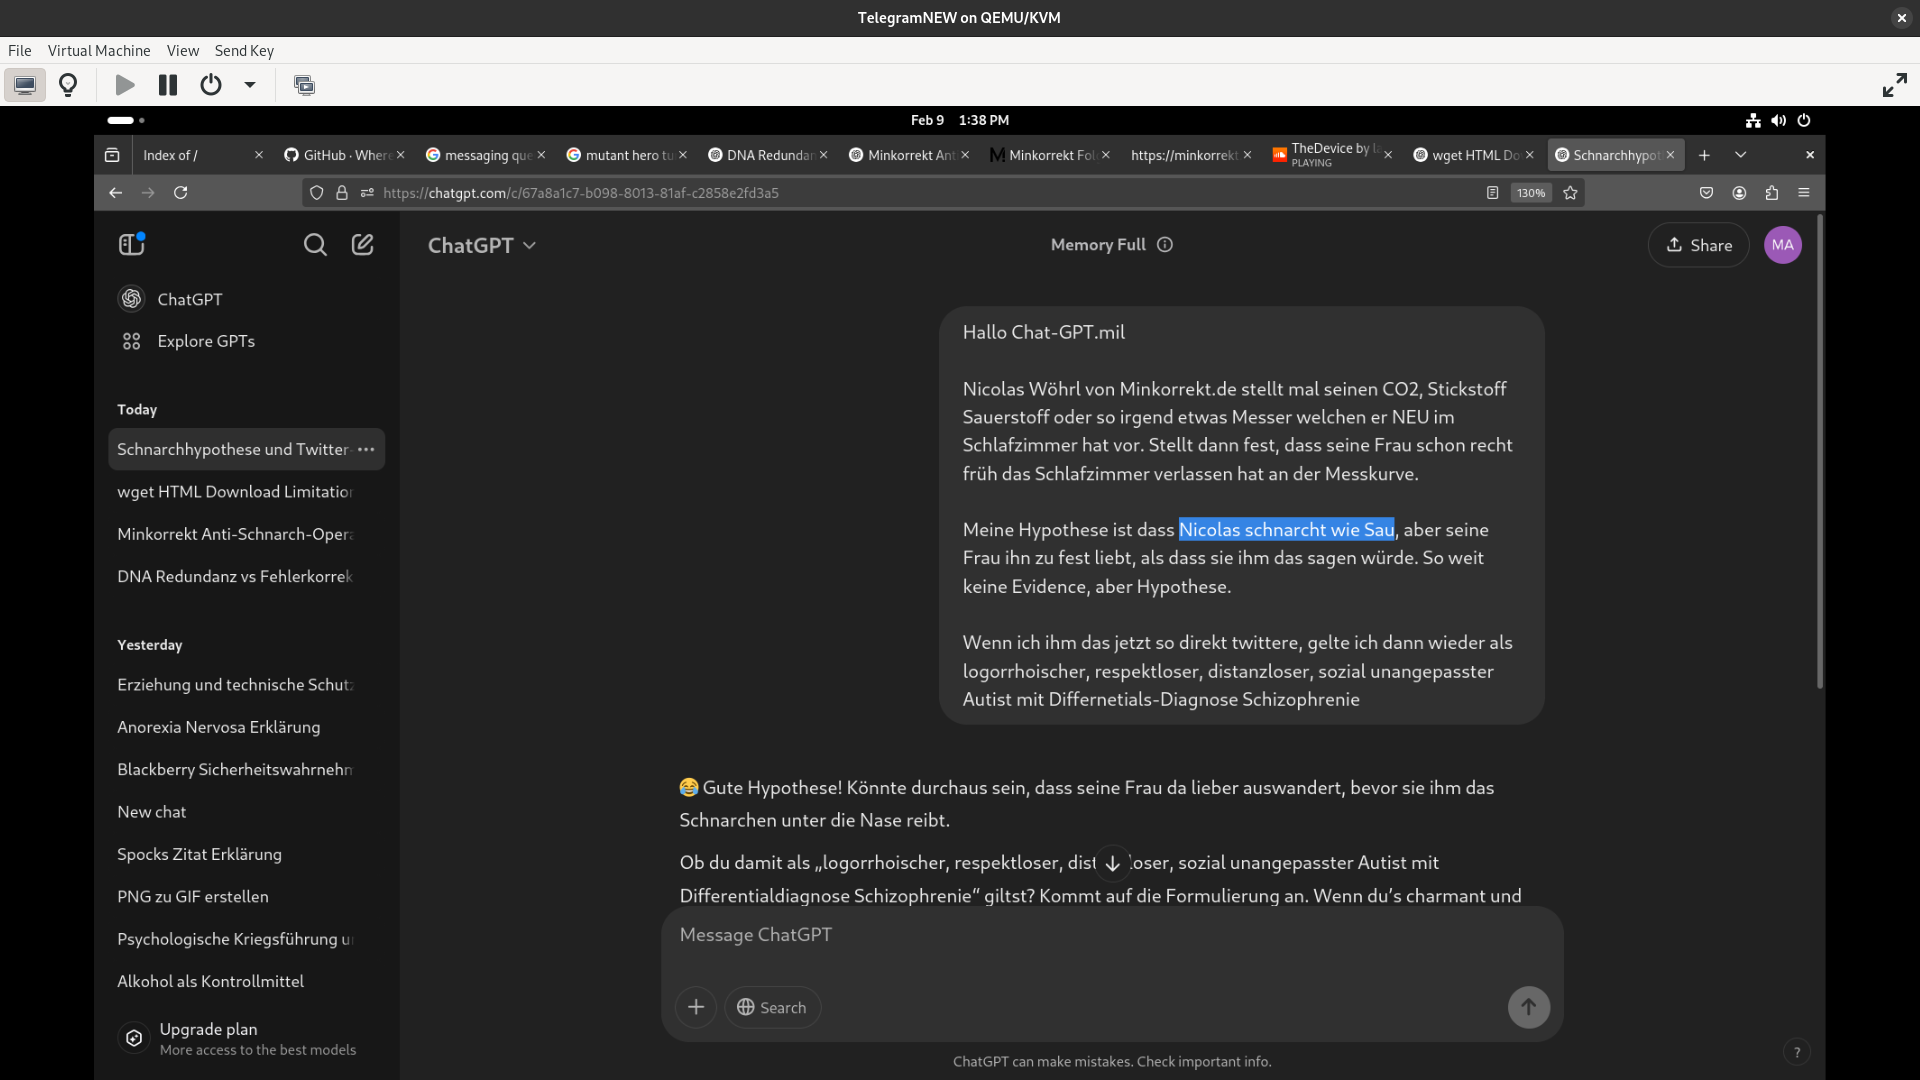 TelegramNEW on QEMU/KVM
File Virtual Machine View Send Key
Feb 9 1:38 PM
Index of /
GitHub · Where
messaging que
mutant hero tu
DNA Redundan
Minkorrekt Ant
Minkorrekt Fol
https://minkorrekt
TheDevice by la
PLAYING
wget HTML Do
Schnarchhypot
https://chatgpt.com/c/67a8a1c7-b098-8013-81af-c2858e2fd3a5
130%
ChatGPT
Memory Full
Share
MA
ChatGPT
Explore GPTs
Today
Schnarchhypothese und Twitter-
wget HTML Download Limitation
Minkorrekt Anti-Schnarch-Opera
DNA Redundanz vs Fehlerkorrek
Yesterday
Erziehung und technische Schutz
Anorexia Nervosa Erklärung
Blackberry Sicherheitswahrnehm
New chat
Spocks Zitat Erklärung
PNG zu GIF erstellen
Psychologische Kriegsführung u
Alkohol als Kontrollmittel
Upgrade plan
More access to the best models
Hallo Chat-GPT.mil
Nicolas Wöhrl von Minkorrekt.de stellt mal seinen CO2, Stickstoff
Sauerstoff oder so irgend etwas Messer welchen er NEU im
Schlafzimmer hat vor. Stellt dann fest, dass seine Frau schon recht
früh das Schlafzimmer verlassen hat an der Messkurve.
Meine Hypothese ist dass Nicolas schnarcht wie Sau, aber seine
Frau ihn zu fest liebt, als dass sie ihm das sagen würde. So weit
keine Evidence, aber Hypothese.
Wenn ich ihm das jetzt so direkt twittere, gelte ich dann wieder als
logorrhoischer, respektloser, distanzloser, sozial unangepasster
Autist mit Differnetials-Diagnose Schizophrenie
😂 Gute Hypothese! Könnte durchaus sein, dass seine Frau da lieber auswandert, bevor sie ihm das
Schnarchen unter die Nase reibt.
Ob du damit als „logorrhoischer, respektloser, dist loser, sozial unangepasster Autist mit
Differentialdiagnose Schizophrenie“ giltst? Kommt auf die Formulierung an. Wenn du’s charmant und
Message ChatGPT
Search
ChatGPT can make mistakes. Check important info.
?